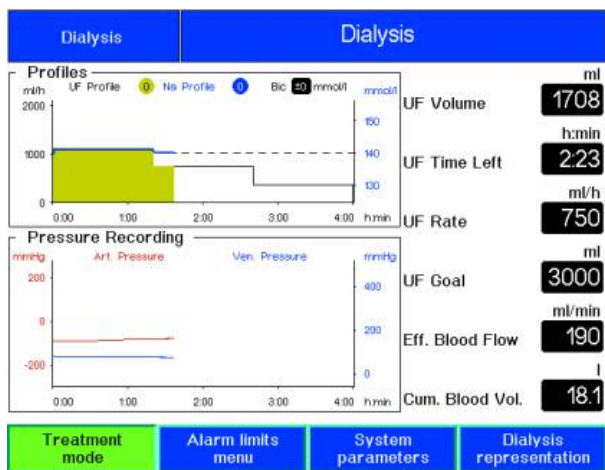 Dialysis Dialysis
Profiles
ml/h UF Profile 0 Na Profile 0 Bic ±0 mmol/l mmol/l
2000
1000
0
150
140
130
0:00 1:00 2:00 3:00 4:00 h:min
Pressure Recording
mmHg Art. Pressure Ven. Pressure mmHg
200
0
-200
400
200
0
0:00 1:00 2:00 3:00 4:00 h:min
ml
UF Volume 1708
h:min
UF Time Left 2:23
ml/h
UF Rate 750
ml
UF Goal 3000
ml/min
Eff. Blood Flow 190
l
Cum. Blood Vol. 18.1
Treatment mode
Alarm limits menu
System parameters
Dialysis representation